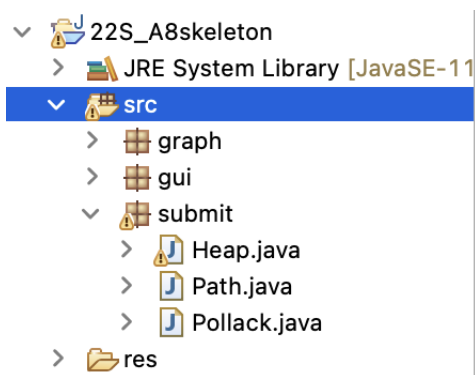 22S_A8skeleton
JRE System Library [JavaSE-11
src
graph
gui
submit
Heap.java
Path.java
Pollack.java
res